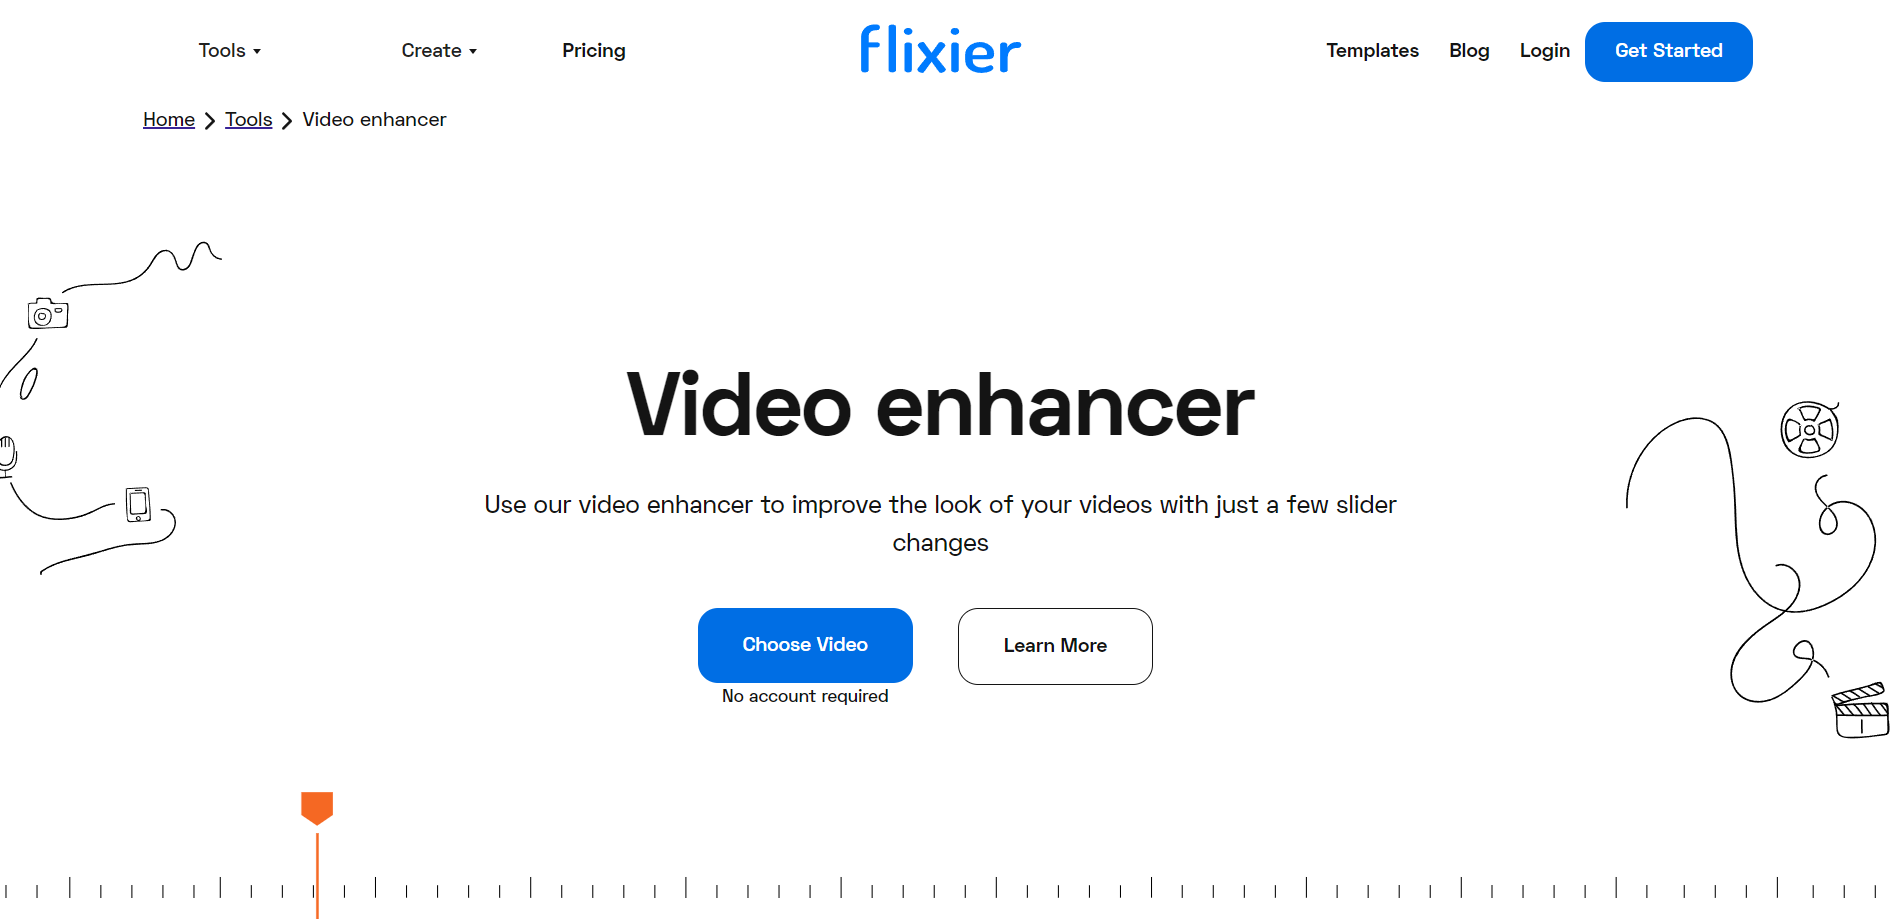 Tools Create Pricing flixier Templates Blog Login Get Started
Home Tools Video enhancer
Video enhancer
Use our video enhancer to improve the look of your videos with just a few slider
changes
Choose Video Learn More
No account required